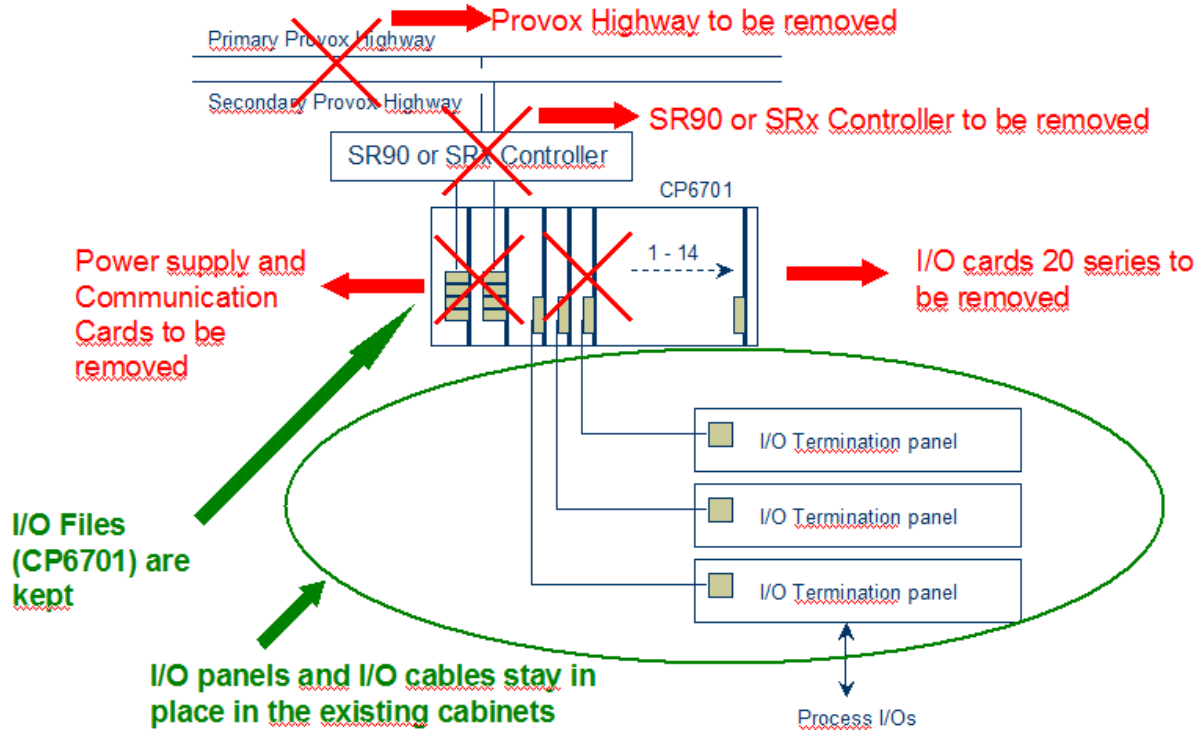 Provox Highway to be removed
Primary Provox Highway
Secondary Provox Highway
SR90 or SRx Controller to be removed
SR90 or SRx Controller
CP6701
1 - 14
Power supply and
Communication
Cards to be
removed
I/O cards 20 series to
be removed
I/O Termination panel
I/O Termination panel
I/O Termination panel
I/O Files
(CP6701) are
kept
I/O panels and I/O cables stay in
place in the existing cabinets
Process I/Os